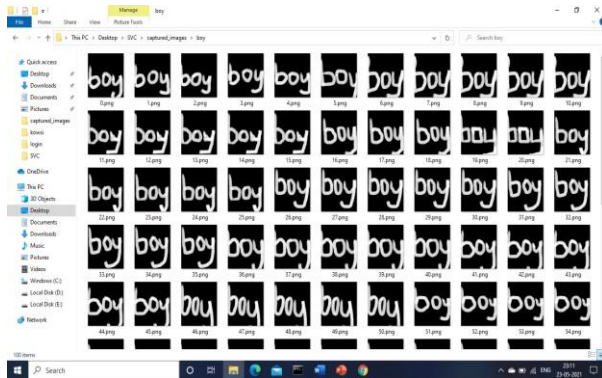 Manage boy
File Home Share View Picture Tools
This PC > Desktop > SVC > captured_images > boy
Search boy
Quick access
Desktop
Downloads
Documents
Pictures
captured_images
kowsi
login
SVC
OneDrive
This PC
3D Objects
Desktop
Documents
Downloads
Music
Pictures
Videos
Windows (C:)
Local Disk (D:)
Local Disk (E:)
Network
boy boy boy boy boy boy boy boy boy boy boy
0.png 1.png 2.png 3.png 4.png 5.png 6.png 7.png 8.png 9.png 10.png
boy boy boy boy boy boy boy boy boy boy boy
11.png 12.png 13.png 14.png 15.png 16.png 17.png 18.png 19.png 20.png 21.png
boy boy boy boy boy boy boy boy boy boy boy
22.png 23.png 24.png 25.png 26.png 27.png 28.png 29.png 30.png 31.png 32.png
boy boy boy boy boy boy boy boy boy boy boy
33.png 34.png 35.png 36.png 37.png 38.png 39.png 40.png 41.png 42.png 43.png
boy boy boy boy boy boy boy boy boy boy boy
44.png 45.png 46.png 47.png 48.png 49.png 50.png 51.png 52.png 53.png 54.png
100 items
Search
ENG
23:11
23-05-2021